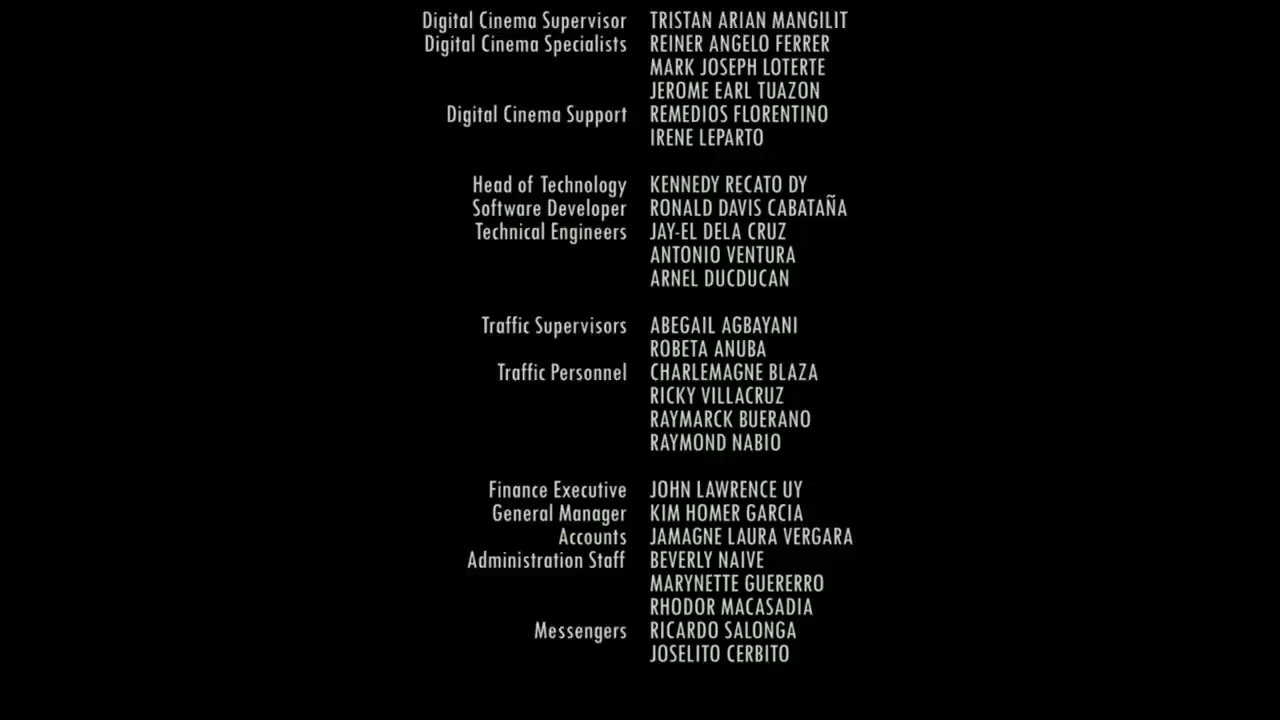 Digital Cinema Supervisor TRISTAN ARIAN MANGILIT
Digital Cinema Specialists REINER ANGELO FERRER
MARK JOSEPH LOTERTE
JEROME EARL TUAZON
Digital Cinema Support REMEDIOS FLORENTINO
IRENE LEPARTO
Head of Technology KENNEDY RECATO DY
Software Developer RONALD DAVIS CABATAÑA
Technical Engineers JAY-EL DELA CRUZ
ANTONIO VENTURA
ARNEL DUCDUCAN
Traffic Supervisors ABEGAIL AGBAYANI
ROBETA ANUBA
Traffic Personnel CHARLEMAGNE BLAZA
RICKY VILLACRUZ
RAYMARCK BUERANO
RAYMOND NABIO
Finance Executive JOHN LAWRENCE UY
General Manager KIM HOMER GARCIA
Accounts JAMAGNE LAURA VERGARA
Administration Staff BEVERLY NAIVE
MARYNETTE GUERERRO
RHODOR MACASADIA
Messengers RICARDO SALONGA
JOSELITO CERBITO